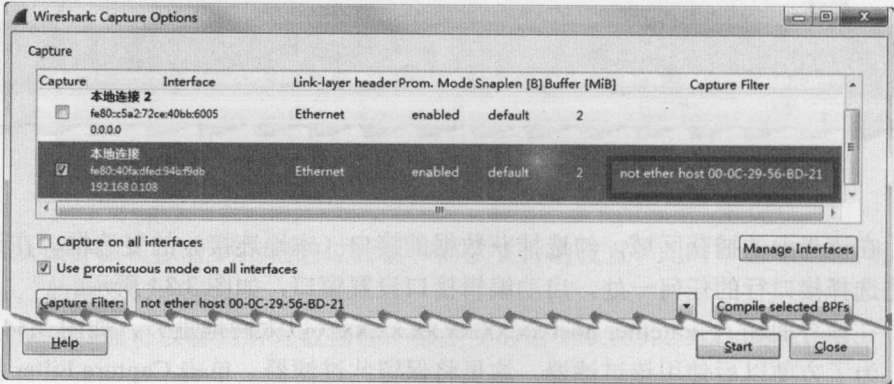 Wireshark: Capture Options
Capture
Capture Interface Link-layer header Prom. Mode Snaplen [B] Buffer [MiB] Capture Filter
本地连接 2
fe80::c5a2:72ce:40bb:6005 Ethernet enabled default 2
0.0.0.0
本地连接
fe80::40fa:dfed:94b:f9db Ethernet enabled default 2 not ether host 00-0C-29-56-BD-21
192.168.0.108
Capture on all interfaces
Manage Interfaces
Use promiscuous mode on all interfaces
Capture Filter: not ether host 00-0C-29-56-BD-21 Compile selected BPFs
Help Start Close